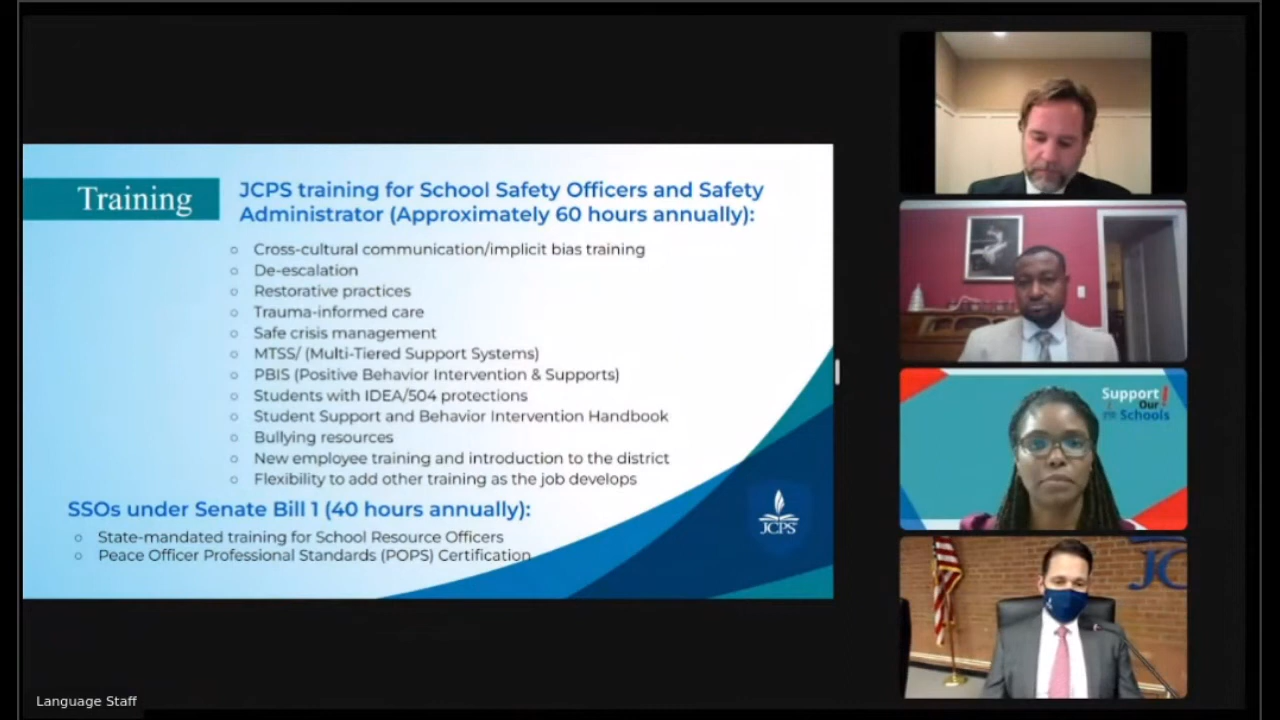 Training
JCPS training for School Safety Officers and Safety
Administrator (Approximately 60 hours annually):
Cross-cultural communication/implicit bias training
De-escalation
Restorative practices
Trauma-informed care
Safe crisis management
MTSS/ (Multi-Tiered Support Systems)
PBIS (Positive Behavior Intervention & Supports)
Students with IDEA/504 protections
Student Support and Behavior Intervention Handbook
Bullying resources
New employee training and introduction to the district
Flexibility to add other training as the job develops
SSOs under Senate Bill 1 (40 hours annually):
State-mandated training for School Resource Officers
Peace Officer Professional Standards (POPS) Certification
JCPS
Support
Our
Schools
JC
Language Staff